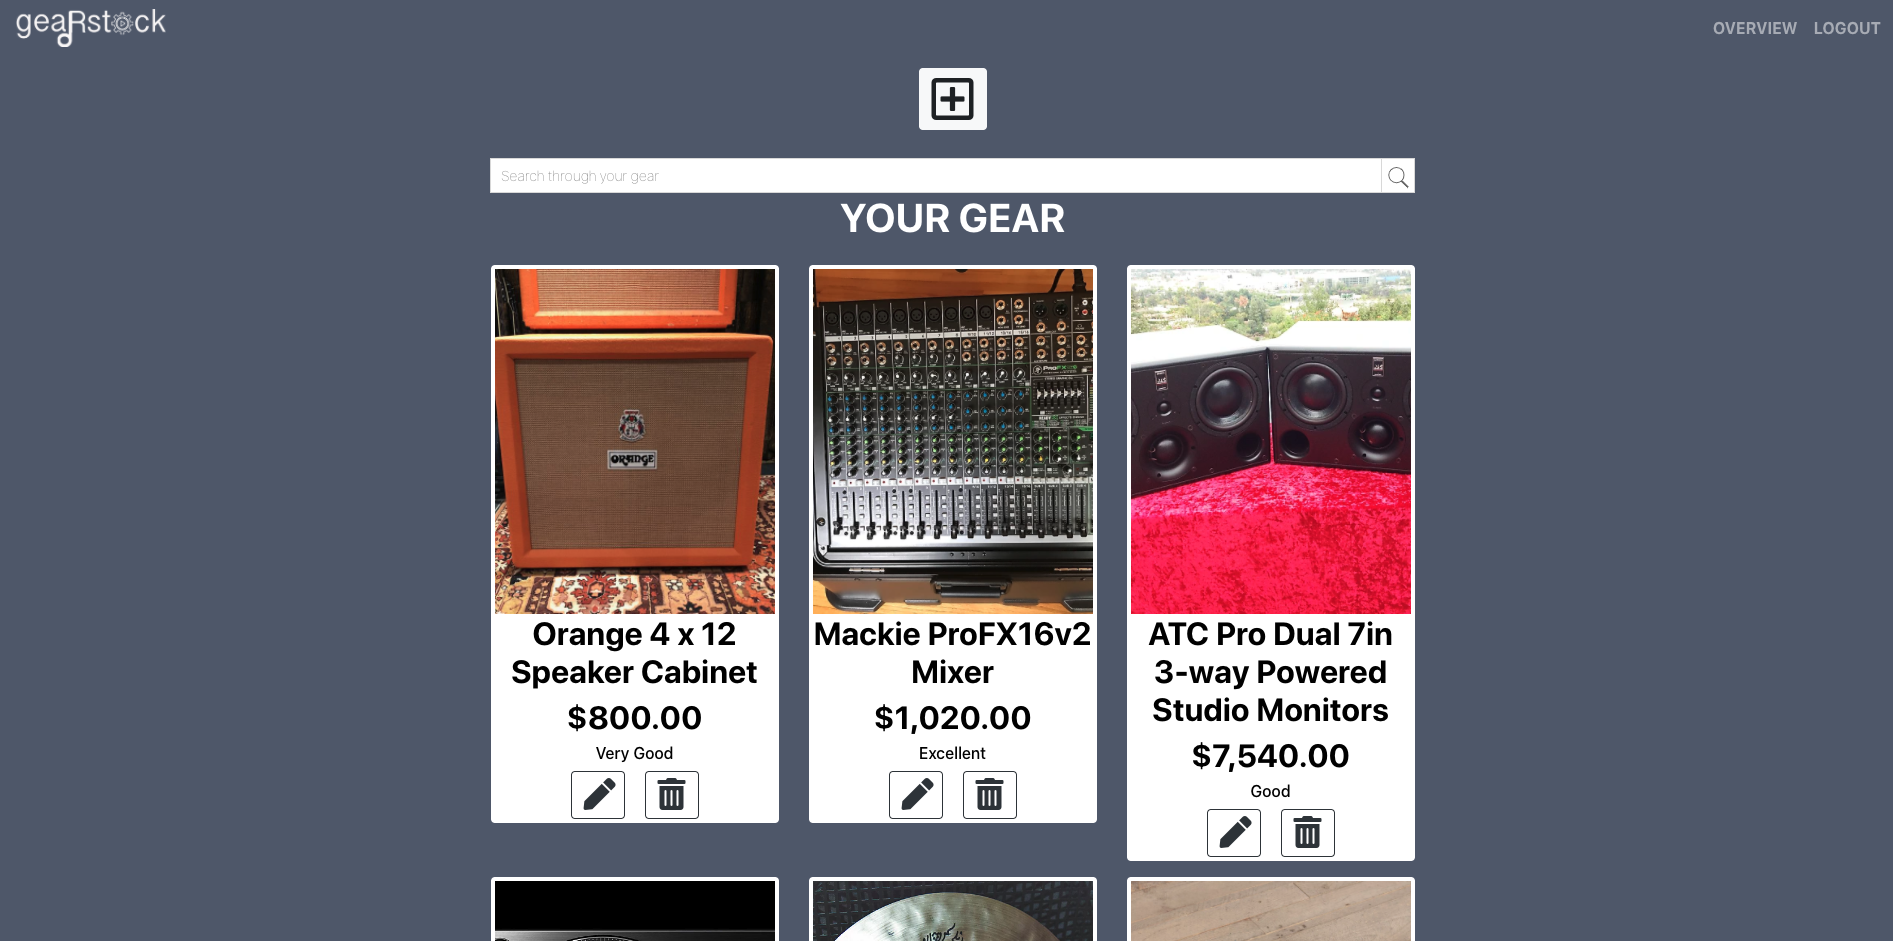 geaRstock
OVERVIEW LOGOUT
Search through your gear
YOUR GEAR
ORANGE
ProFX16
Orange 4 x 12
Speaker Cabinet
$800.00
Very Good
Mackie ProFX16v2
Mixer
$1,020.00
Excellent
ATC Pro Dual 7in
3-way Powered
Studio Monitors
$7,540.00
Good